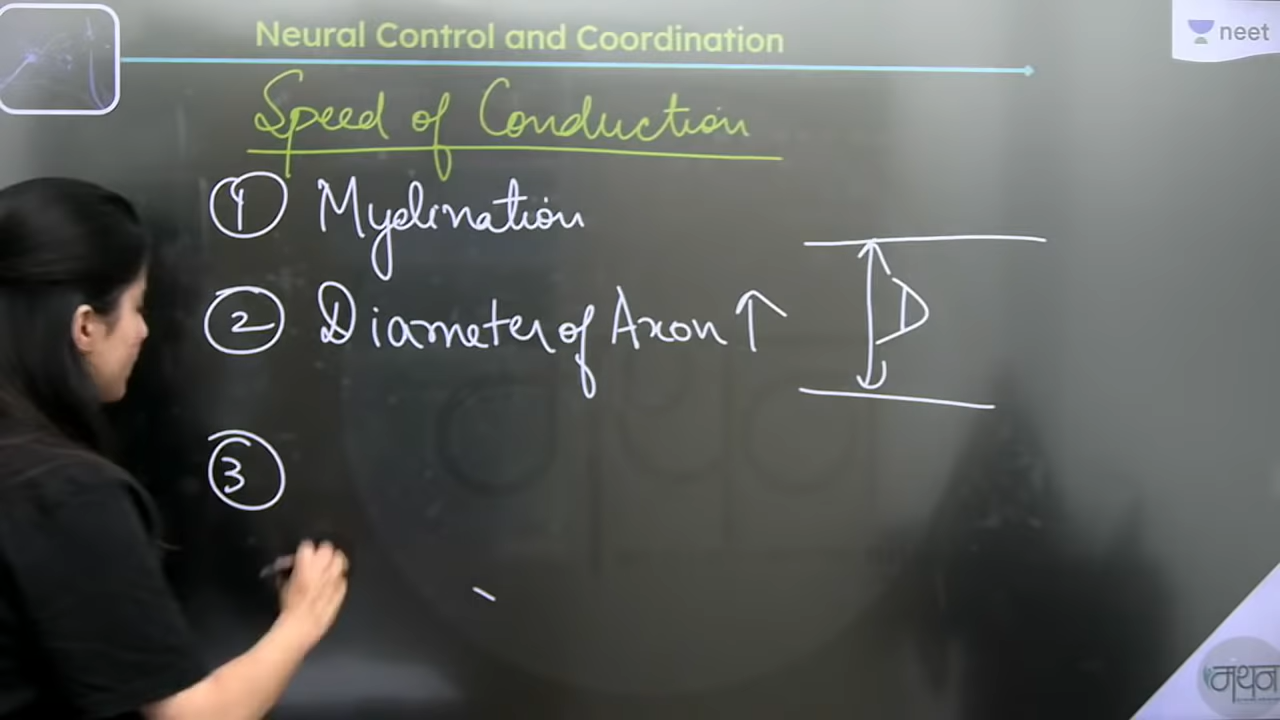 Neural Control and Coordination
neet
Speed of Conduction
1 Myelination
2 Diameter of Axon ↑
D
3
मंथन